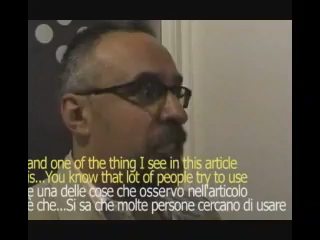 and one of the thing I see in this article
is...You know that lot of people try to use
e una delle cose che osservo nell'articolo
è che...Si sa che molte persone cercano di usare